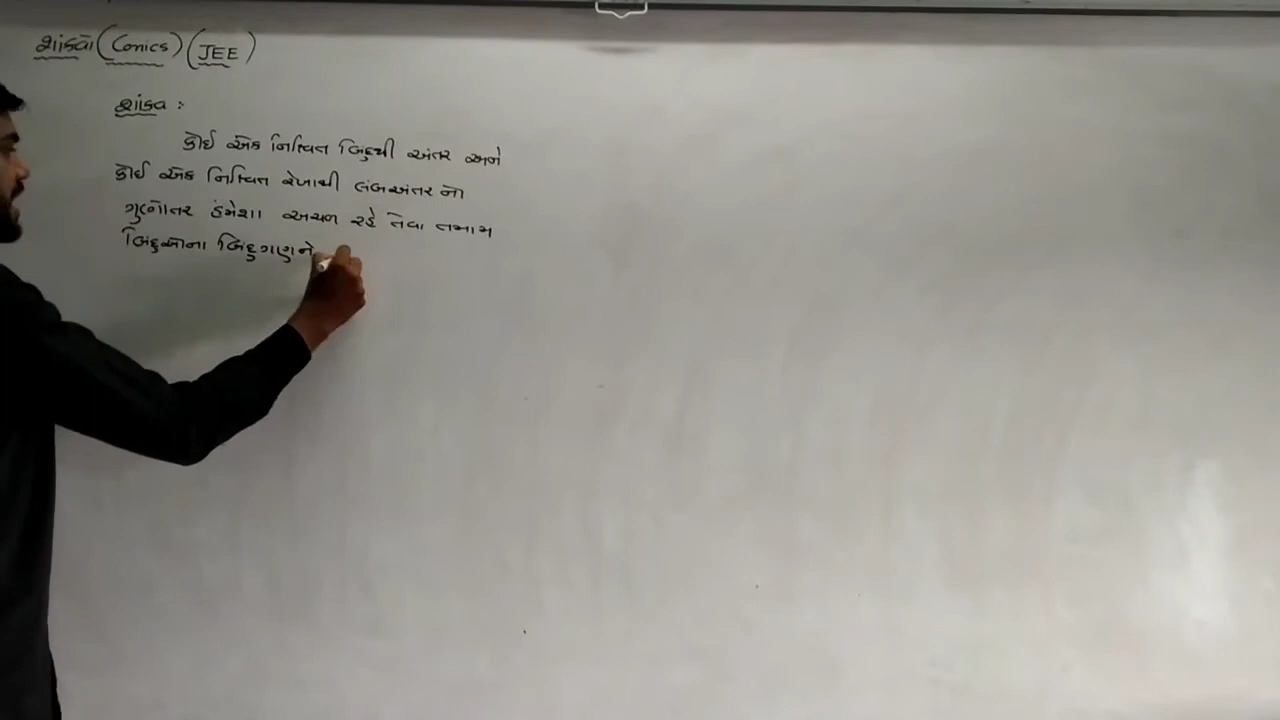 શાંકવો (Conics) (JEE)
શાંકવ :
કોઈ એક નિશ્ચિત બિંદુથી અંતર અને
કોઈ એક નિશ્ચિત રેખાથી લંબઅંતર નો
ગુણોતર હંમેશા અચળ રહે તેવા તમામ
બિંદુઓના બિંદુગણને